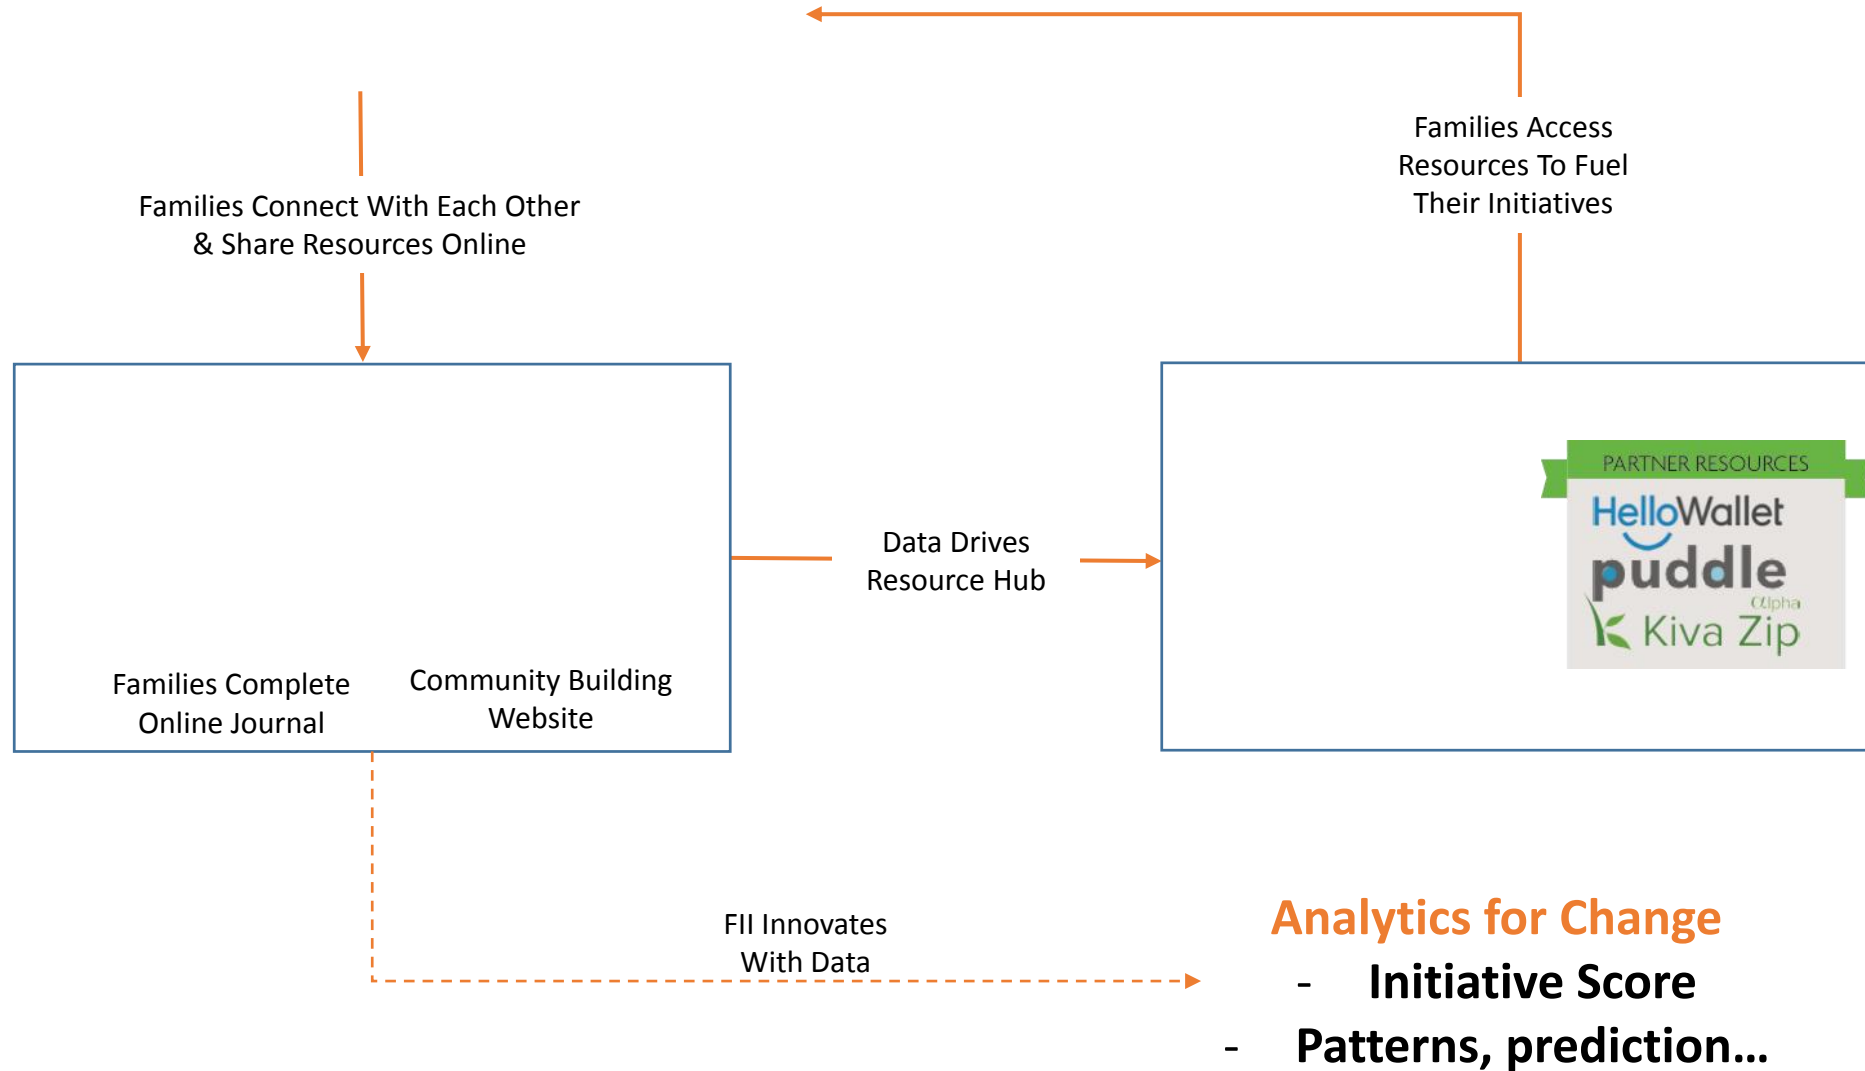 Families Access
Resources To Fuel
Their Initiatives
Families Connect With Each Other
& Share Resources Online
PARTNER RESOURCES
HelloWallet
puddle
αlpha
Kiva Zip
Data Drives
Resource Hub
Families Complete
Online Journal
Community Building
Website
FII Innovates
With Data
Analytics for Change
- Initiative Score
- Patterns, prediction...